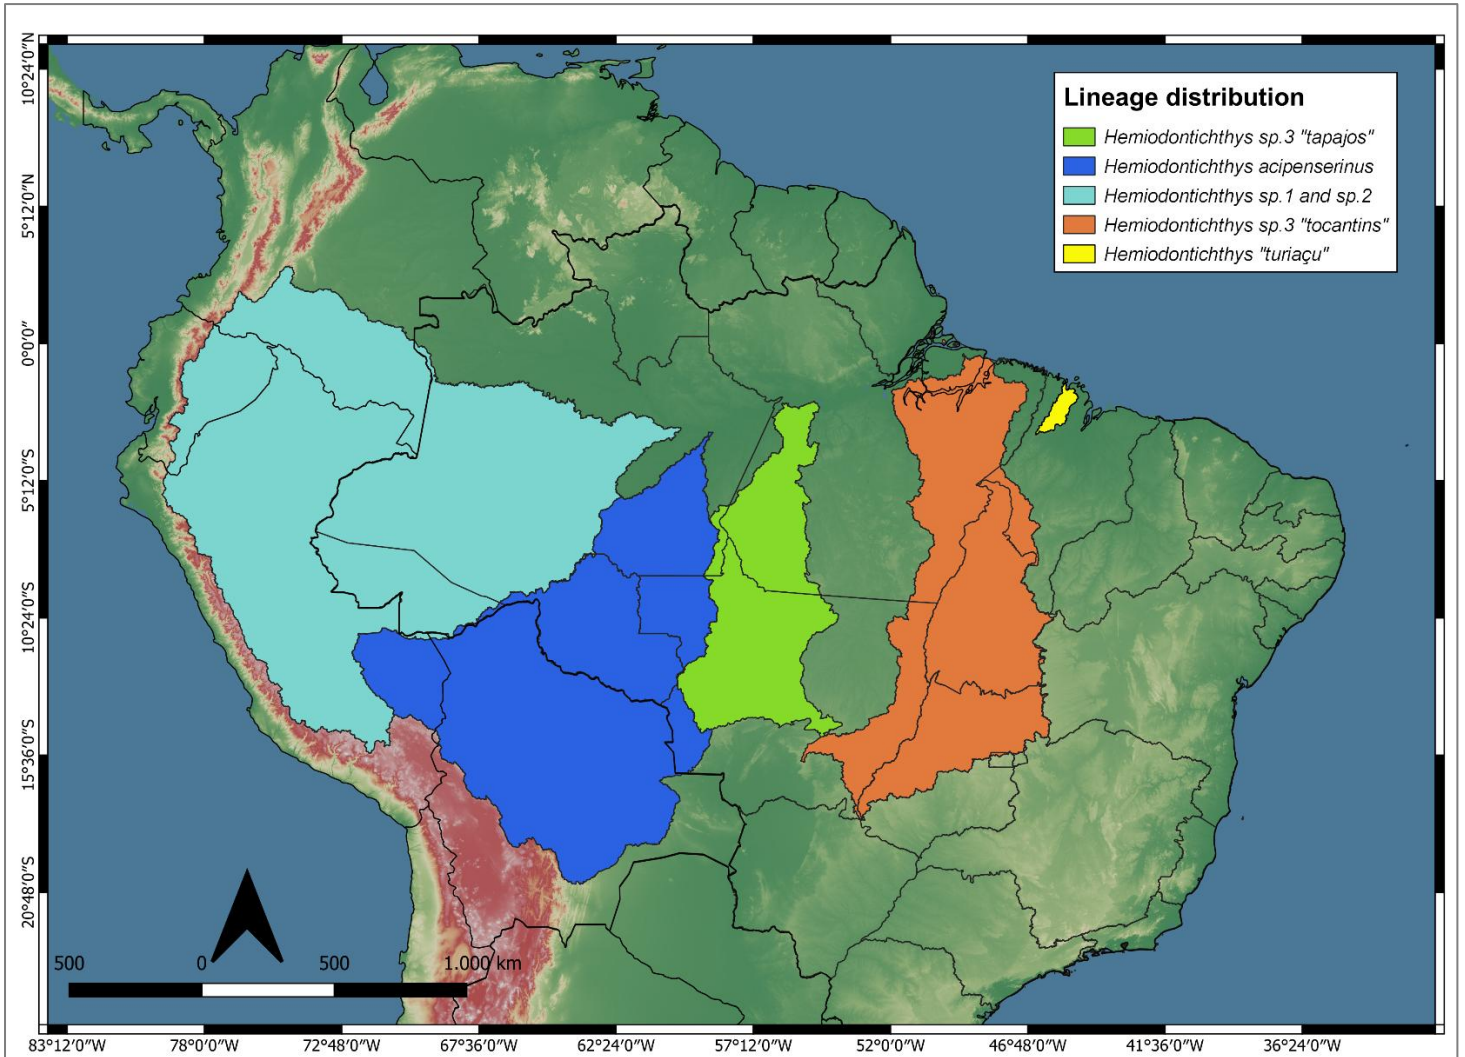 10°24′0″N
5°12′0″N
0°0′0″
5°12′0″S
10°24′0″S
15°36′0″S
20°48′0″S
Lineage distribution
Hemiodontichthys sp.3 "tapajos"
Hemiodontichthys acipenserinus
Hemiodontichthys sp.1 and sp.2
Hemiodontichthys sp.3 "tocantins"
Hemiodontichthys "turiaçu"
500 0 500 1.000 km
83°12′0″W 78°0′0″W 72°48′0″W 67°36′0″W 62°24′0″W 57°12′0″W 52°0′0″W 46°48′0″W 41°36′0″W 36°24′0″W